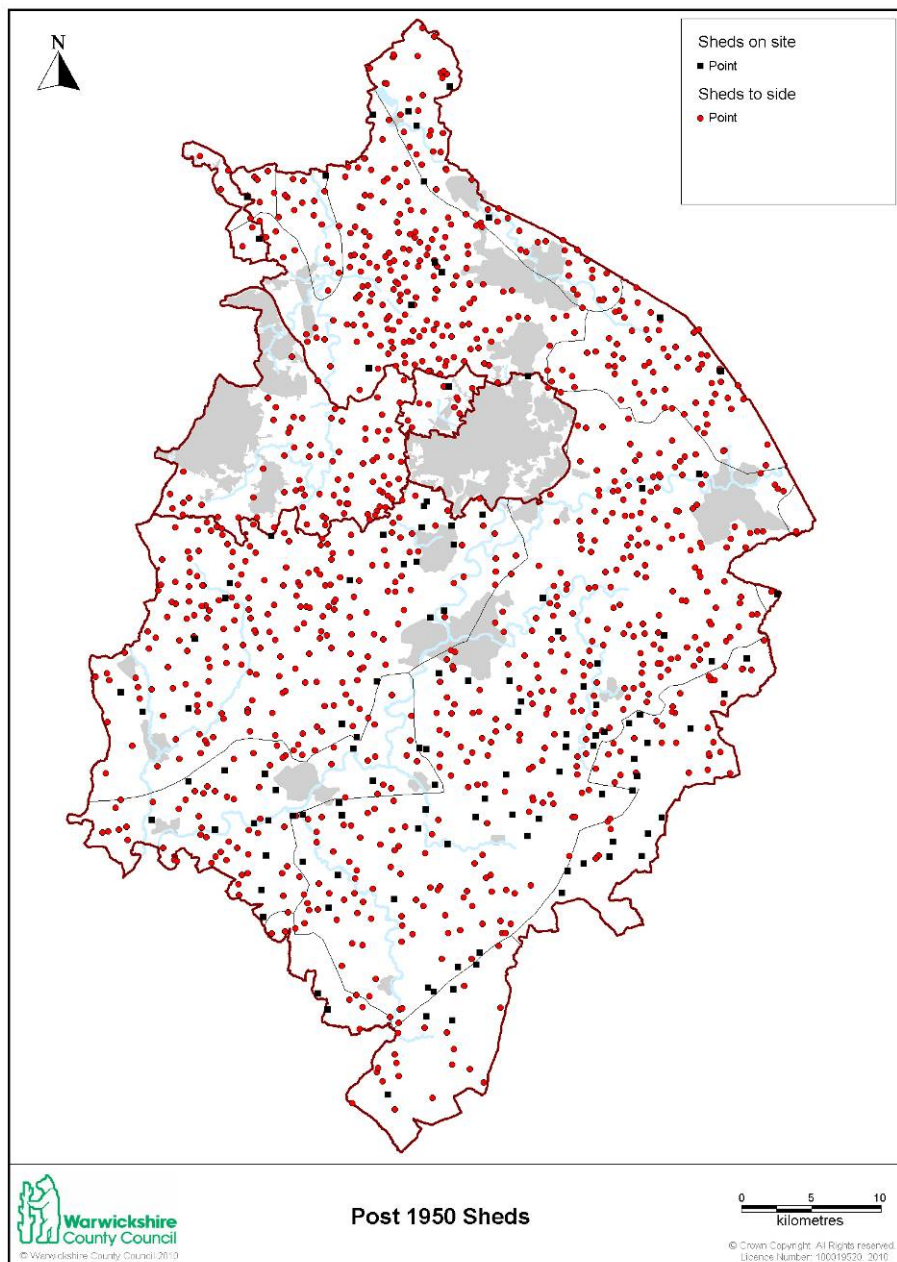 N
Sheds on site
Point
Sheds to side
Point
Warwickshire
County Council
© Warwickshire County Council 2010
Post 1950 Sheds
0 5 10
kilometres
© Crown Copyright. All Rights reserved.
Licence Number: 100019520, 2010.